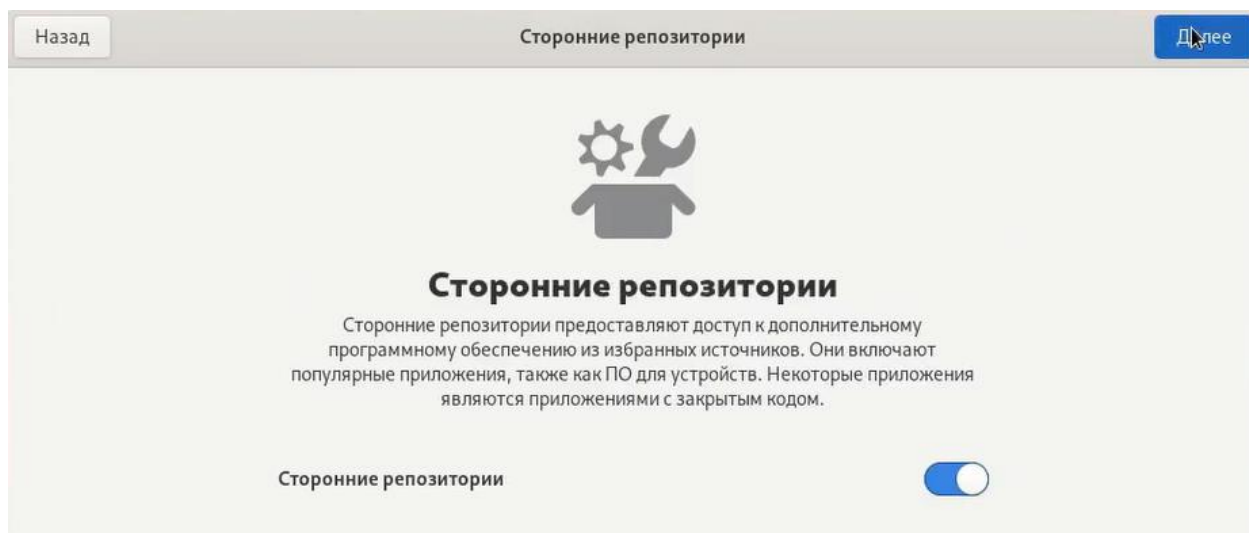 Назад
Сторонние репозитории
Далее
Сторонние репозитории
Сторонние репозитории предоставляют доступ к дополнительному
программному обеспечению из избранных источников. Они включают
популярные приложения, также как ПО для устройств. Некоторые приложения
являются приложениями с закрытым кодом.
Сторонние репозитории